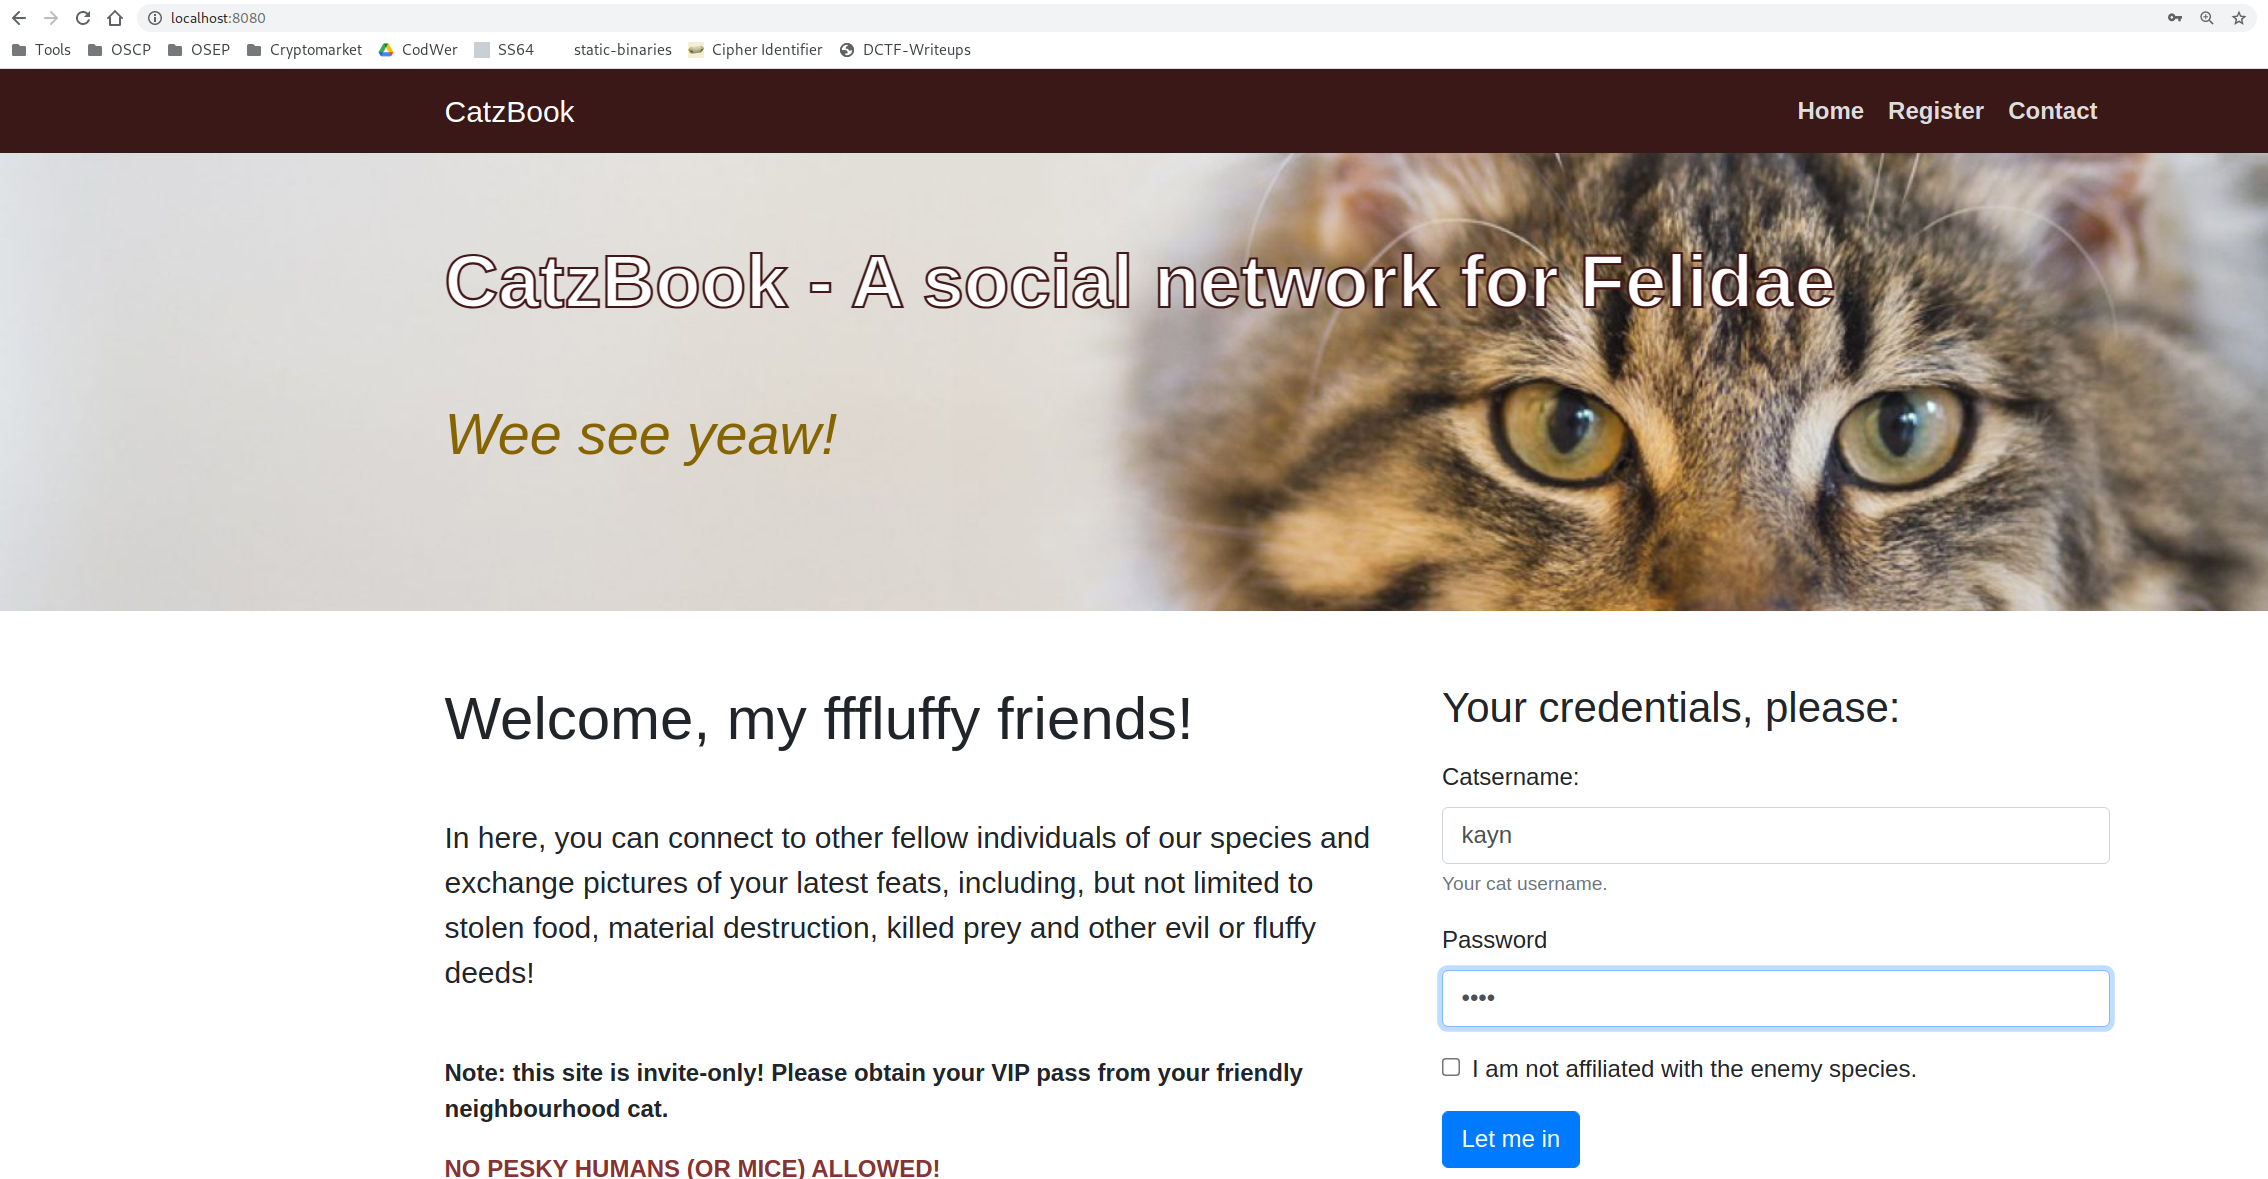 localhost:8080
Tools OSCP OSEP Cryptomarket CodWer SS64 static-binaries Cipher Identifier DCTF-Writeups
CatzBook Home Register Contact
CatzBook - A social network for Felidae
Wee see yeaw!
Welcome, my ffffluffy friends!
In here, you can connect to other fellow individuals of our species and
exchange pictures of your latest feats, including, but not limited to
stolen food, material destruction, killed prey and other evil or fluffy
deeds!
Note: this site is invite-only! Please obtain your VIP pass from your friendly
neighbourhood cat.
NO PESKY HUMANS (OR MICE) ALLOWED!
Your credentials, please:
Catsername:
kayn
Your cat username.
Password
••••
I am not affiliated with the enemy species.
Let me in